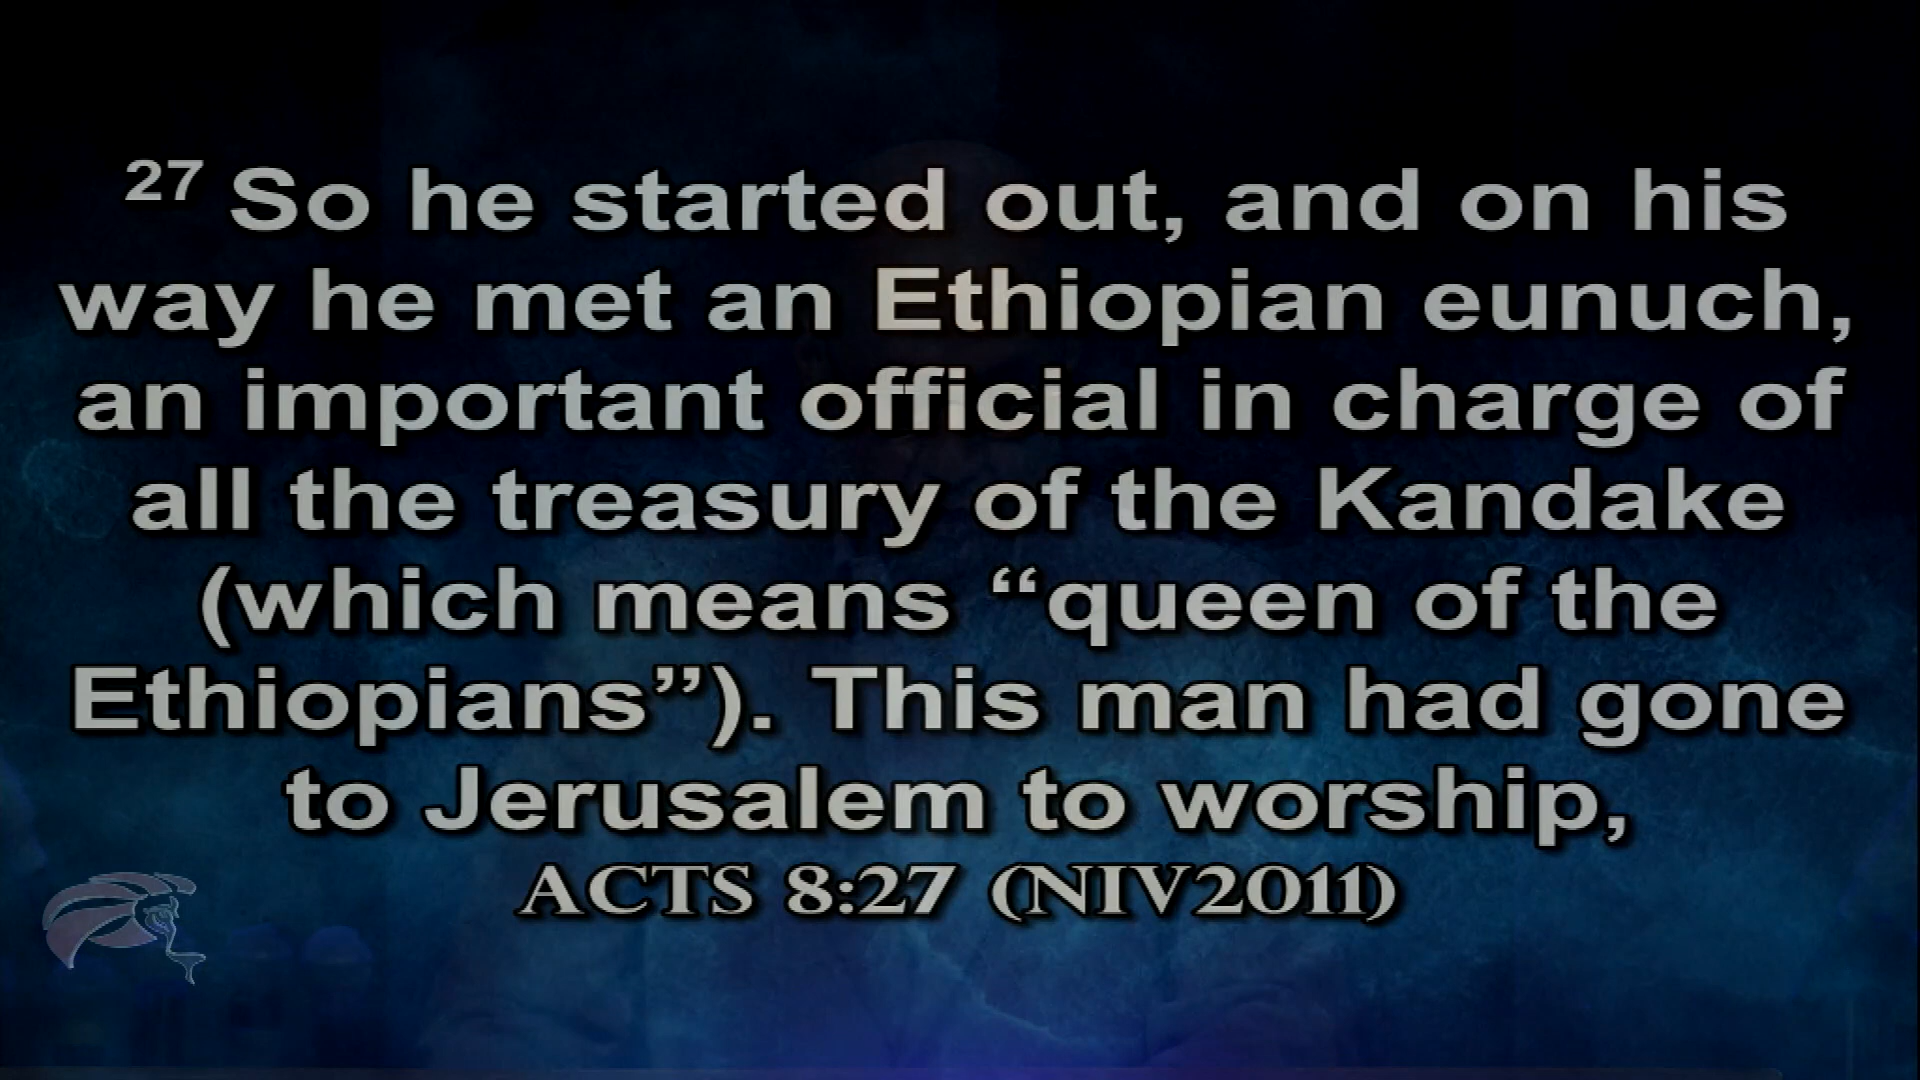 27 So he started out, and on his
way he met an Ethiopian eunuch,
an important official in charge of
all the treasury of the Kandake
(which means “queen of the
Ethiopians”). This man had gone
to Jerusalem to worship,
ACTS 8:27 (NIV2011)